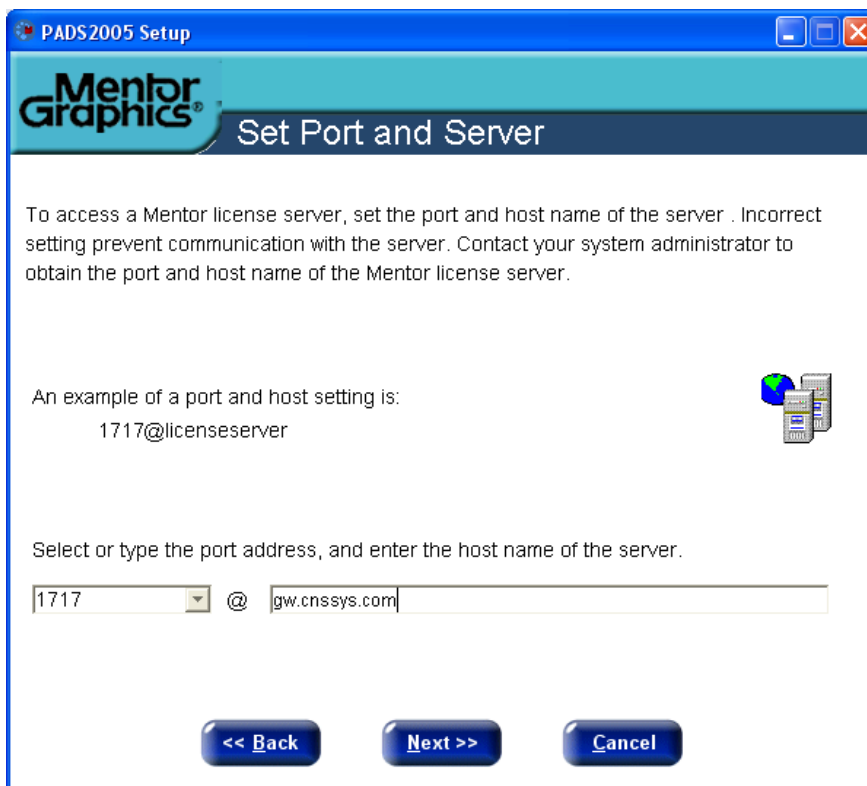 PADS2005 Setup
Mentor
Graphics®
Set Port and Server
To access a Mentor license server, set the port and host name of the server . Incorrect
setting prevent communication with the server. Contact your system administrator to
obtain the port and host name of the Mentor license server.
An example of a port and host setting is:
1717@licenseserver
Select or type the port address, and enter the host name of the server.
1717 @ gw.cnssys.com
<< Back Next >> Cancel